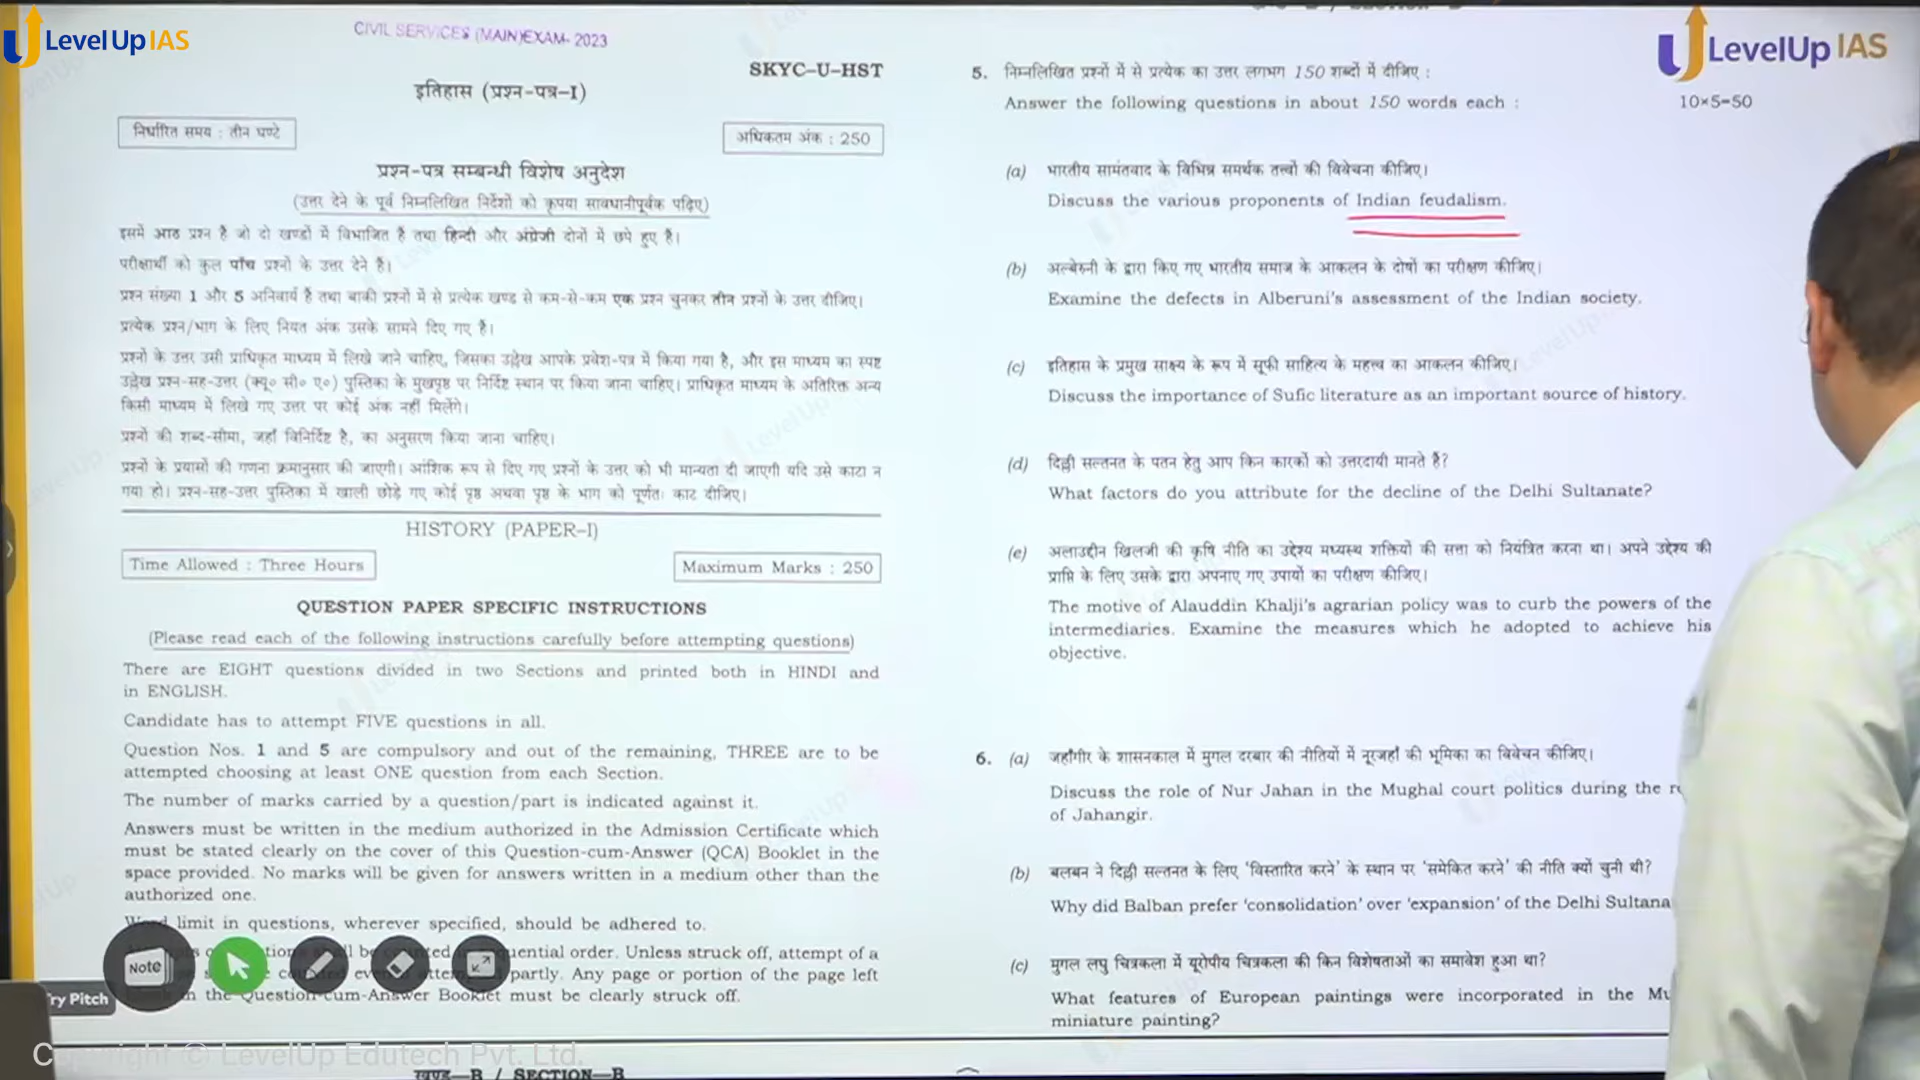 LevelUp IAS
CIVIL SERVICES (MAIN) EXAM- 2023
SKYC–U–HST
इतिहास (प्रश्न-पत्र–I)
निर्धारित समय : तीन घण्टे
अधिकतम अंक : 250
प्रश्न-पत्र सम्बन्धी विशेष अनुदेश
(उत्तर देने के पूर्व निम्नलिखित निर्देशों को कृपया सावधानीपूर्वक पढ़िए)
इसमें आठ प्रश्न हैं जो दो खण्डों में विभाजित हैं तथा हिन्दी और अंग्रेजी दोनों में छपे हुए हैं।
परीक्षार्थी को कुल पाँच प्रश्नों के उत्तर देने हैं।
प्रश्न संख्या 1 और 5 अनिवार्य हैं तथा बाकी प्रश्नों में से प्रत्येक खण्ड से कम-से-कम एक प्रश्न चुनकर तीन प्रश्नों के उत्तर दीजिए।
प्रत्येक प्रश्न/भाग के लिए नियत अंक उसके सामने दिए गए हैं।
प्रश्नों के उत्तर उसी प्राधिकृत माध्यम में लिखे जाने चाहिए, जिसका उल्लेख आपके प्रवेश-पत्र में किया गया है, और इस माध्यम का स्पष्ट
उल्लेख प्रश्न-सह-उत्तर (क्यू० सी० ए०) पुस्तिका के मुखपृष्ठ पर निर्दिष्ट स्थान पर किया जाना चाहिए। प्राधिकृत माध्यम के अतिरिक्त अन्य
किसी माध्यम में लिखे गए उत्तर पर कोई अंक नहीं मिलेंगे।
प्रश्नों की शब्द-सीमा, जहाँ विनिर्दिष्ट है, का अनुसरण किया जाना चाहिए।
प्रश्नों के प्रयासों की गणना क्रमानुसार की जाएगी। आंशिक रूप से दिए गए प्रश्नों के उत्तर को भी मान्यता दी जाएगी यदि उसे काटा न
गया हो। प्रश्न-सह-उत्तर पुस्तिका में खाली छोड़े गए कोई पृष्ठ अथवा पृष्ठ के भाग को पूर्णतः काट दीजिए।
HISTORY (PAPER–I)
Time Allowed : Three Hours
Maximum Marks : 250
QUESTION PAPER SPECIFIC INSTRUCTIONS
(Please read each of the following instructions carefully before attempting questions)
There are EIGHT questions divided in two Sections and printed both in HINDI and
in ENGLISH.
Candidate has to attempt FIVE questions in all.
Question Nos. 1 and 5 are compulsory and out of the remaining, THREE are to be
attempted choosing at least ONE question from each Section.
The number of marks carried by a question/part is indicated against it.
Answers must be written in the medium authorized in the Admission Certificate which
must be stated clearly on the cover of this Question-cum-Answer (QCA) Booklet in the
space provided. No marks will be given for answers written in a medium other than the
authorized one.
limit in questions, wherever specified, should be adhered to.
order. Unless struck off, attempt of a
partly. Any page or portion of the page left
the Question-cum-Answer Booklet must be clearly struck off.
Note
Pitch
Copyright © LevelUp Edutech Pvt. Ltd.
खण्ड—B / SECTION—B
LevelUp IAS
5. निम्नलिखित प्रश्नों में से प्रत्येक का उत्तर लगभग 150 शब्दों में दीजिए :
Answer the following questions in about 150 words each :
10×5=50
(a) भारतीय सामंतवाद के विभिन्न समर्थक तत्त्वों की विवेचना कीजिए।
Discuss the various proponents of Indian feudalism.
(b) अल्बेरुनी के द्वारा किए गए भारतीय समाज के आकलन के दोषों का परीक्षण कीजिए।
Examine the defects in Alberuni's assessment of the Indian society.
(c) इतिहास के प्रमुख साक्ष्य के रूप में सूफी साहित्य के महत्त्व का आकलन कीजिए।
Discuss the importance of Sufic literature as an important source of history.
(d) दिल्ली सल्तनत के पतन हेतु आप किन कारकों को उत्तरदायी मानते हैं?
What factors do you attribute for the decline of the Delhi Sultanate?
(e) अलाउद्दीन खिलजी की कृषि नीति का उद्देश्य मध्यस्थ शक्तियों की सत्ता को नियंत्रित करना था। अपने उद्देश्य की
प्राप्ति के लिए उसके द्वारा अपनाए गए उपायों का परीक्षण कीजिए।
The motive of Alauddin Khalji's agrarian policy was to curb the powers of the
intermediaries. Examine the measures which he adopted to achieve his
objective.
6. (a) जहाँगीर के शासनकाल में मुगल दरबार की नीतियों में नूरजहाँ की भूमिका का विवेचन कीजिए।
Discuss the role of Nur Jahan in the Mughal court politics during the
of Jahangir.
(b) बलबन ने दिल्ली सल्तनत के लिए 'विस्तारित करने' के स्थान पर 'समेकित करने' की नीति क्यों चुनी थी?
Why did Balban prefer 'consolidation' over 'expansion' of the Delhi Sultana
(c) मुगल लघु चित्रकला में यूरोपीय चित्रकला की किन विशेषताओं का समावेश हुआ था?
What features of European paintings were incorporated in the Mu
miniature painting?